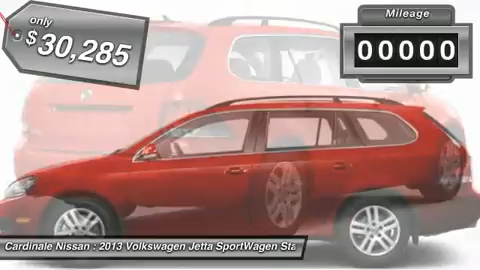 only
$30,285
Mileage
00000
Cardinale Nissan : 2013 Volkswagen Jetta SportWagen Sta